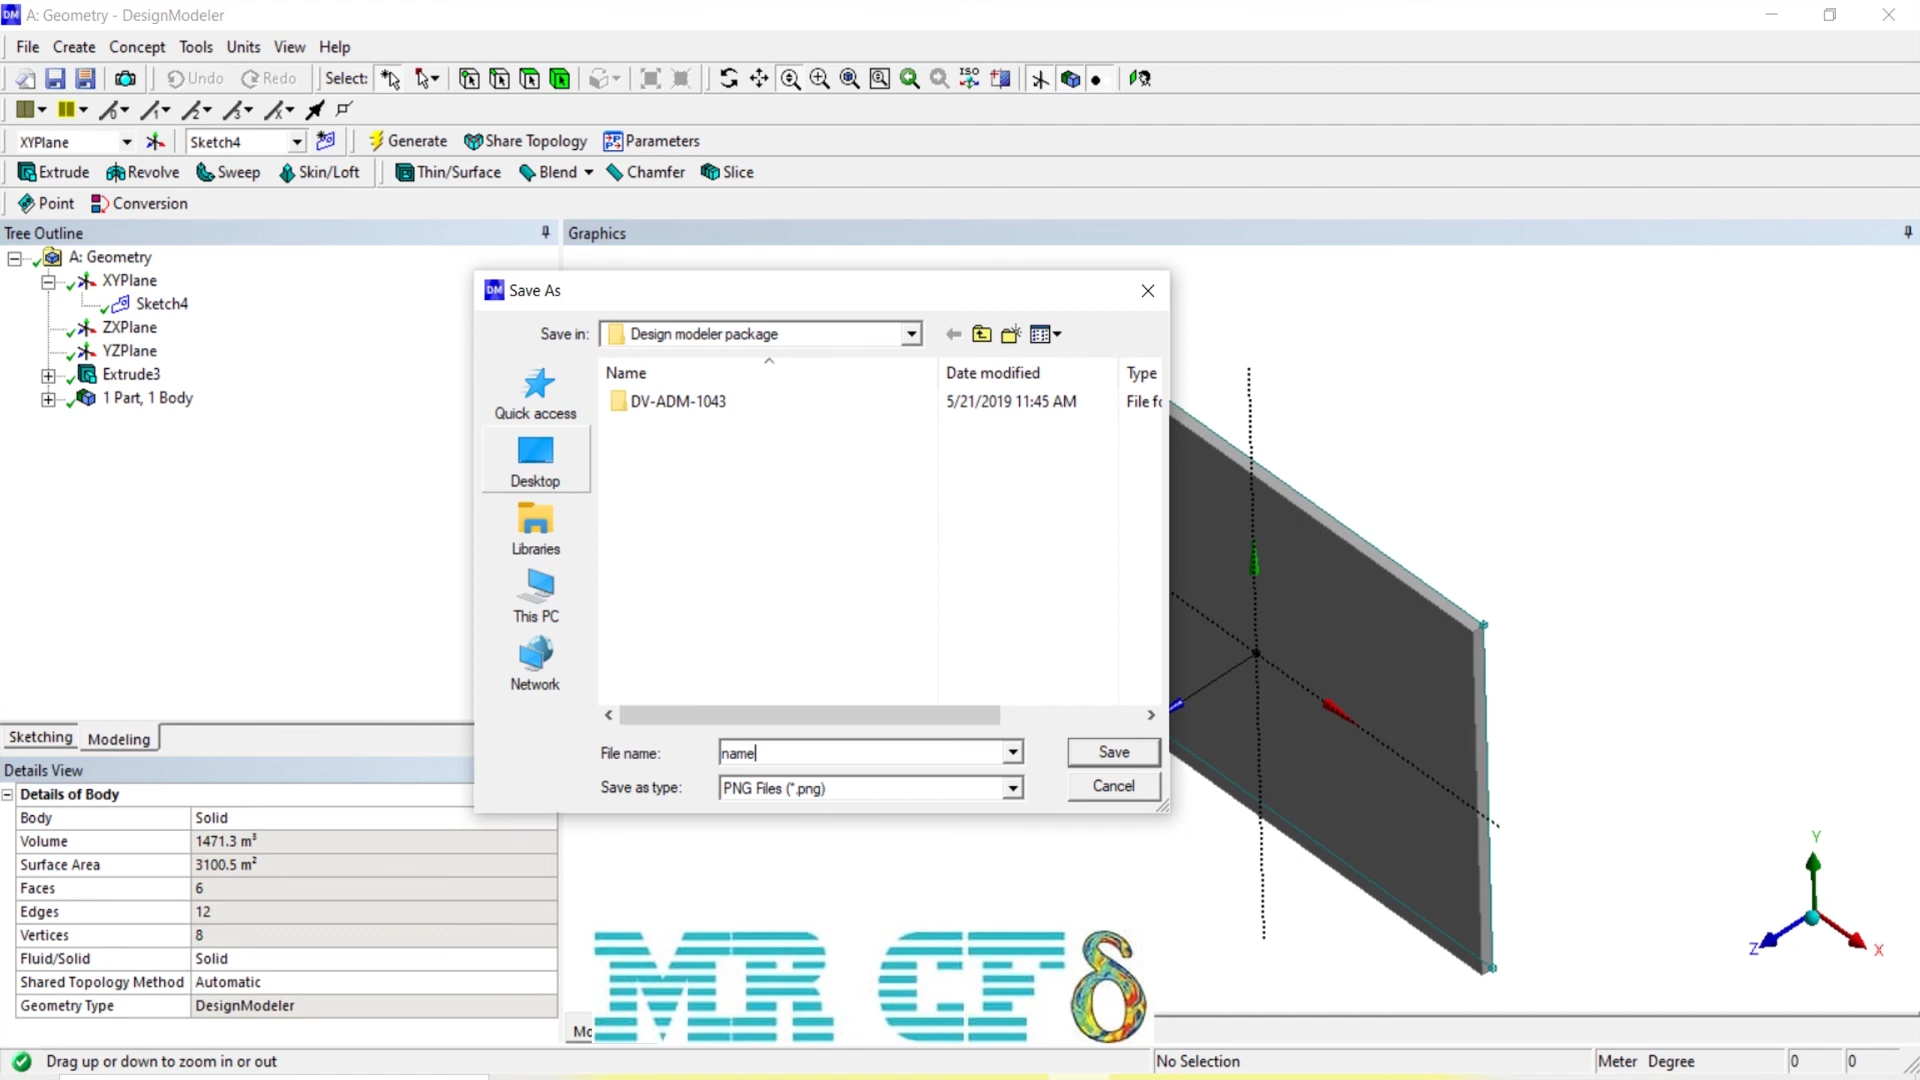 DM A: Geometry - DesignModeler
File Create Concept Tools Units View Help
Undo Redo Select: ISO
XYPlane Sketch4 Generate Share Topology Parameters
Extrude Revolve Sweep Skin/Loft Thin/Surface Blend Chamfer Slice
Point Conversion
Tree Outline
Graphics
A: Geometry
XYPlane
Sketch4
ZXPlane
YZPlane
Extrude3
1 Part, 1 Body
DM Save As
Save in: Design modeler package
Name Date modified Type
DV-ADM-1043 5/21/2019 11:45 AM File fo
Quick access
Desktop
Libraries
This PC
Network
File name: name Save
Save as type: PNG Files (*.png) Cancel
Sketching Modeling
Details View
Details of Body
Body Solid
Volume 1471.3 m³
Surface Area 3100.5 m²
Faces 6
Edges 12
Vertices 8
Fluid/Solid Solid
Shared Topology Method Automatic
Geometry Type DesignModeler
Y
Z
X
MR CFδ
Mo
Drag up or down to zoom in or out No Selection Meter Degree 0 0